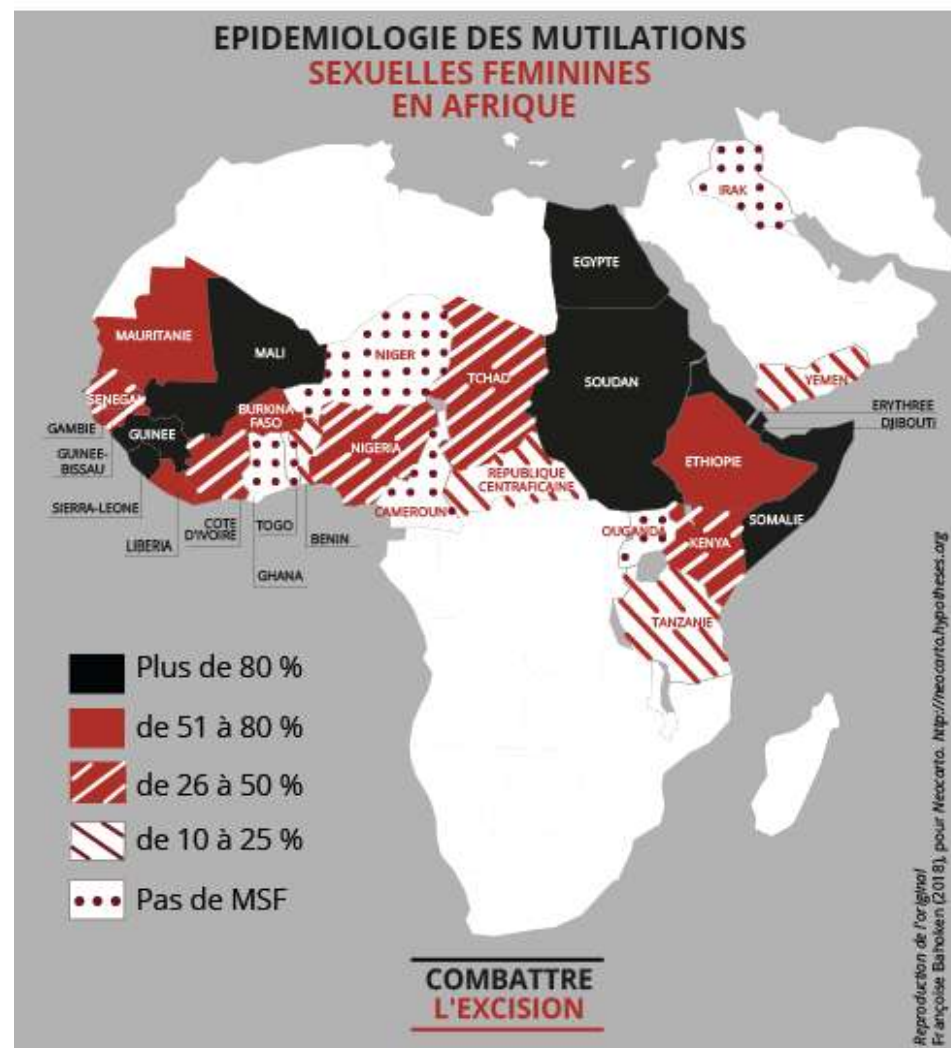 EPIDEMIOLOGIE DES MUTILATIONS
SEXUELLES FEMININES
EN AFRIQUE
IRAK
EGYPTE
MAURITANIE
MALI
NIGER
TCHAD
SOUDAN
YEMEN
SENEGAL
BURKINA
FASO
ERYTHREE
DJIBOUTI
GAMBIE
GUINEE
NIGERIA
GUINEE-
BISSAU
REPUBLIQUE
CENTRAFICAINE
ETHIOPIE
SIERRA-LEONE
CAMEROUN
SOMALIE
OUGANDA
KENYA
LIBERIA
COTE
D'IVOIRE
TOGO
BENIN
GHANA
TANZANIE
Plus de 80 %
de 51 à 80 %
de 26 à 50 %
de 10 à 25 %
Pas de MSF
COMBATTRE
L'EXCISION
Reproduction de l'original
Françoise Bahoken (2018), pour Neocarto, http://neocarto.hypotheses.org